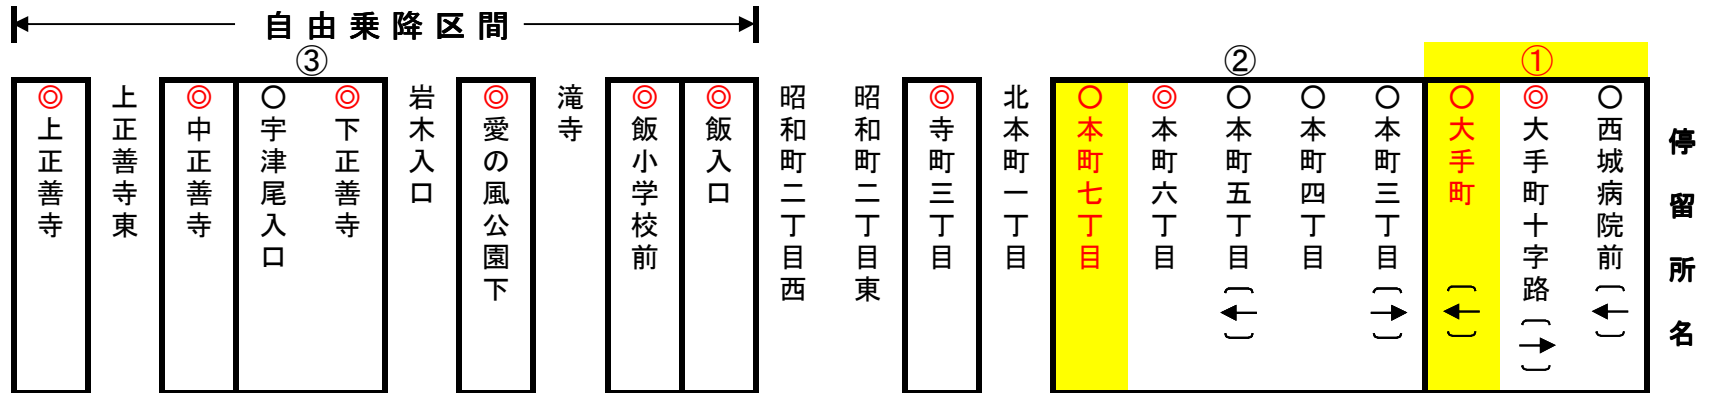 自由乗降区間
③
②
①
停留所名
○西城病院前(←)
◎大手町十字路(→)
○大手町(←)
○本町三丁目(→)
○本町四丁目
○本町五丁目(←)
◎本町六丁目
○本町七丁目
北本町一丁目
◎寺町三丁目
昭和町二丁目東
昭和町二丁目西
◎飯入口
◎飯小学校前
滝寺
◎愛の風公園下
岩木入口
◎下正善寺
○宇津尾入口
◎中正善寺
上正善寺東
◎上正善寺